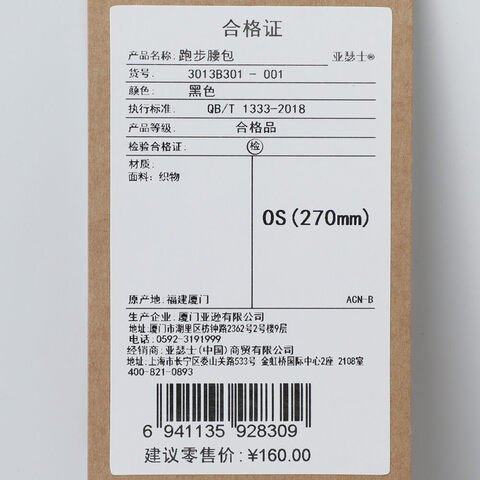 合格证
产品名称: 跑步腰包 亚瑟士®
货号: 3013B301 - 001
颜色: 黑色
执行标准: QB/T 1333-2018
产品等级: 合格品
检验合格证: 检
材质:
面料: 织物
OS(270mm)
原产地: 福建厦门 ACN-B
生产企业: 厦门亚逊有限公司
地址:厦门市湖里区枋钟路2362号2号楼9层
电话: 0592-3191999
经销商: 亚瑟士(中国)商贸有限公司
地址:上海市长宁区娄山关路533号 金虹桥国际中心2座 2108室
400-821-0893
6 941135 928309
建议零售价: ¥160.00